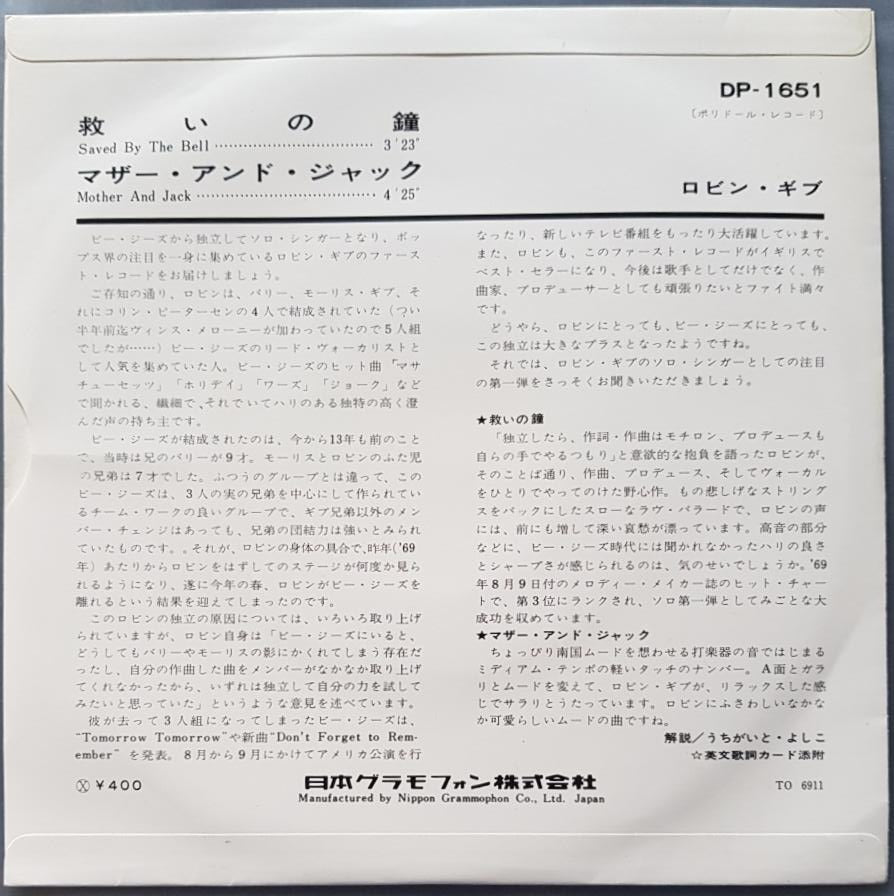 DP-1651
〔ポリドール・レコード〕
救いの鐘
Saved By The Bell ………………………… 3′23″
マザー・アンド・ジャック
Mother And Jack ………………………… 4′25″
ロビン・ギブ
ビー・ジーズから独立してソロ・シンガーとなり、ポッ
プス界の注目を一身に集めているロビン・ギブのファース
ト・レコードをお届けしましょう。
ご存知の通り、ロビンは、バリー、モーリス・ギブ、そ
れにコリン・ピーターセンの4人で結成されていた(つい
半年前迄ヴィンス・メローニーが加わっていたので5人組
でしたが……)ビー・ジーズのリード・ヴォーカリストと
して人気を集めていた人。ビー・ジーズのヒット曲「マサ
チューセッツ」「ホリデイ」「ワーズ」「ジョーク」など
で聞かれる、繊細で、それでいてハリのある独特の高く澄
んだ声の持ち主です。
ビー・ジーズが結成されたのは、今から13年も前のこと
で、当時は兄のバリーが9才。モーリスとロビンのふた児
の兄弟は7才でした。ふつうのグループとは違って、この
ビー・ジーズは、3人の実の兄弟を中心にして作られてい
るチーム・ワークの良いグループで、ギブ兄弟以外のメン
バー・チェンジはあっても、兄弟の団結力は強いとみられ
ていたものです。。それが、ロビンの身体の具合で、昨年('69
年)あたりからロビンをはずしてのステージが何度か見ら
れるようになり、遂に今年の春、ロビンがビー・ジーズを
離れるという結果を迎えてしまったのです。
このロビンの独立の原因については、いろいろ取り上げ
られていますが、ロビン自身は「ビー・ジーズにいると、
どうしてもバリーやモーリスの影にかくれてしまう存在だ
ったし、自分の作曲した曲をメンバーがなかなか取り上げ
てくれなかったから、いずれは独立して自分の力を試して
みたいと思っていた」というような意見を述べています。
彼が去って3人組になってしまったビー・ジーズは、
"Tomorrow Tomorrow"や新曲"Don't Forget to Rem-
ember" を発表。8月から9月にかけてアメリカ公演を行
なったり、新しいテレビ番組をもったり大活躍しています。
また、ロビンも、このファースト・レコードがイギリスで
ベスト・セラーになり、今後は歌手としてだけでなく、作
曲家、プロデューサーとしても頑張りたいとファイト満々
です。
どうやら、ロビンにとっても、ビー・ジーズにとっても、
この独立は大きなプラスとなったようですね。
それでは、ロビン・ギブのソロ・シンガーとしての注目
の第一弾をさっそくお聞きいただきましょう。
★救いの鐘
「独立したら、作詞・作曲はモチロン、プロデュースも
自らの手でやるつもり」と意欲的な抱負を語ったロビンが、
そのことば通り、作曲、プロデュース、そしてヴォーカル
をひとりでやってのけた野心作。もの悲しげなストリング
スをバックにしたスローなラヴ・バラードで、ロビンの声
には、前にも増して深い哀愁が漂っています。高音の部分
などに、ビー・ジーズ時代には聞かれなかったハリの良さ
とシャープさが感じられるのは、気のせいでしょうか。'69
年8月9日付のメロディー・メイカー誌のヒット・チャー
トで、第3位にランクされ、ソロ第一弾としてみごとな大
成功を収めています。
★マザー・アンド・ジャック
ちょっぴり南国ムードを想わせる打楽器の音ではじまる
ミディアム・テンポの軽いタッチのナンバー。A面とガラ
リとムードを変えて、ロビン・ギブが、リラックスした感
じでサラリとうたっています。ロビンにふさわしいなかな
か可愛らしいムードの曲ですね。
解説/うちがいと・よしこ
☆英文歌詞カード添附
Ⓧ ¥400
日本グラモフォン株式会社
Manufactured by Nippon Grammophon Co., Ltd. Japan
TO 6911